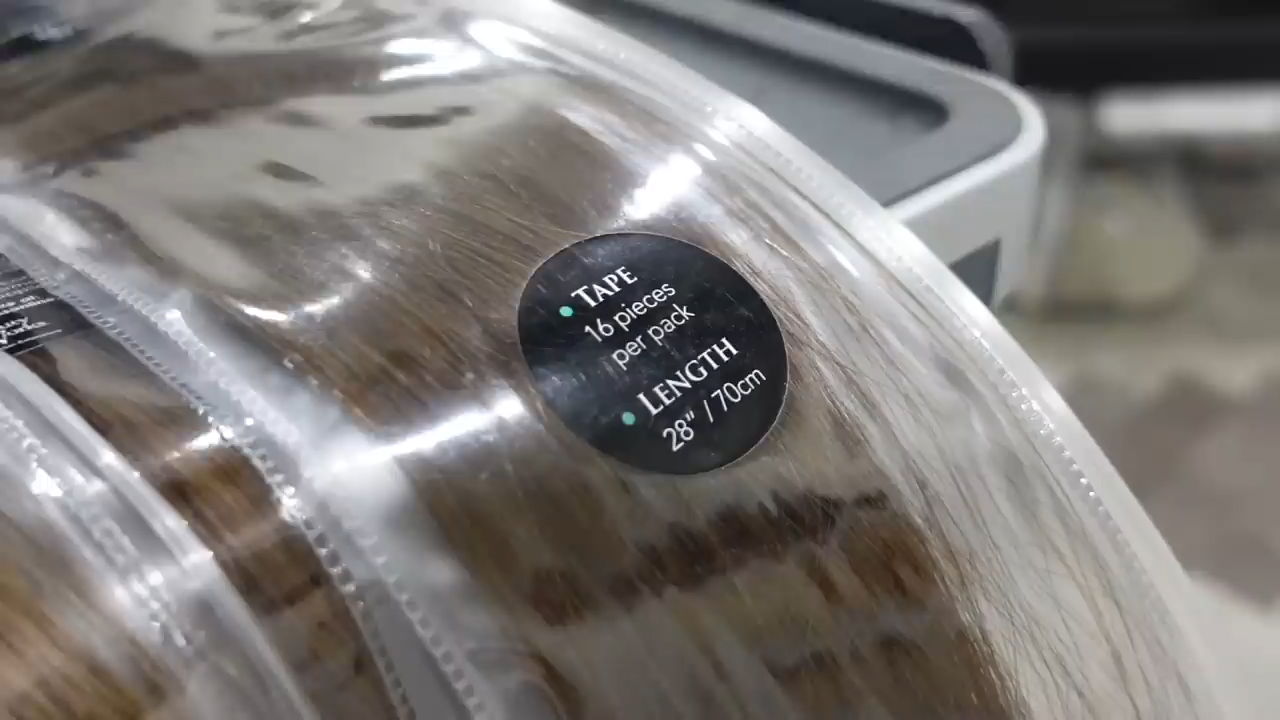 TAPE
16 pieces
per pack
LENGTH
28" / 70cm